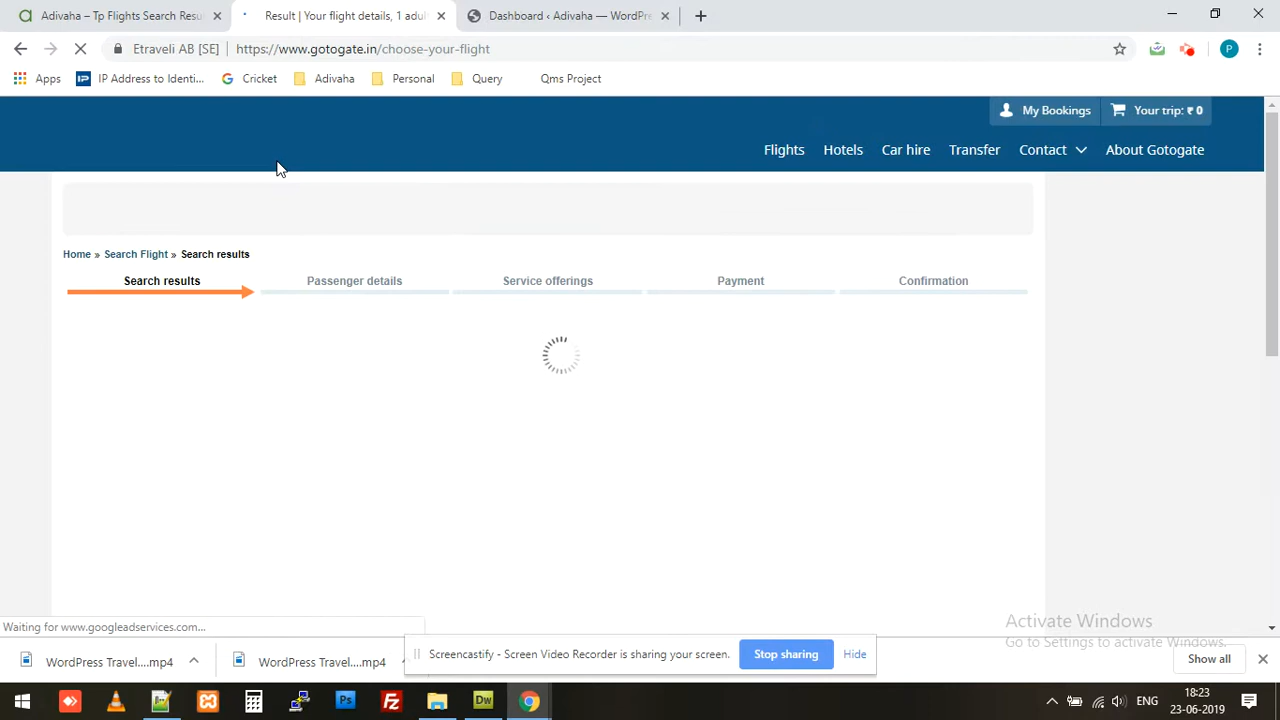 Adivaha – Tp Flights Search Resu
Result | Your flight details, 1 adul
Dashboard ‹ Adivaha — WordPre
Etraveli AB [SE] https://www.gotogate.in/choose-your-flight
P
Apps IP Address to Identi... Cricket Adivaha Personal Query Qms Project
My Bookings Your trip: ₹ 0
Flights Hotels Car hire Transfer Contact About Gotogate
Home » Search Flight » Search results
Search results Passenger details Service offerings Payment Confirmation
Activate Windows
Go to Settings to activate Windows.
Waiting for www.googleadservices.com...
Screencastify - Screen Video Recorder is sharing your screen. Stop sharing Hide
WordPress Travel....mp4 WordPress Travel....mp4 Show all
ENG 18:23
23-06-2019